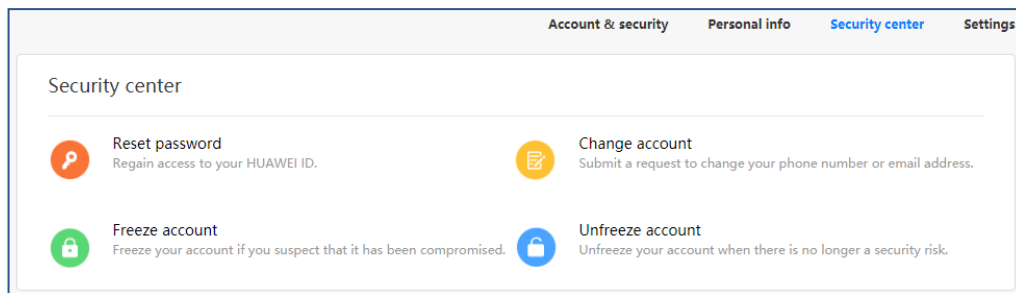 Account & security Personal info Security center Settings
Security center
Reset password
Regain access to your HUAWEI ID.
Change account
Submit a request to change your phone number or email address.
Freeze account
Freeze your account if you suspect that it has been compromised.
Unfreeze account
Unfreeze your account when there is no longer a security risk.